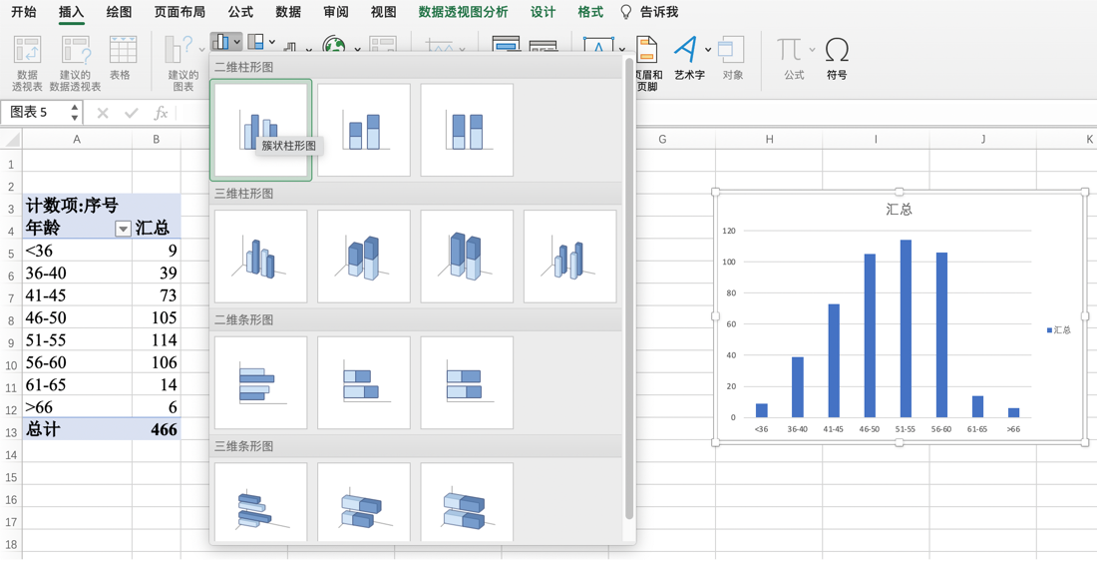 开始 插入 绘图 页面布局 公式 数据 审阅 视图 数据透视图分析 设计 格式 告诉我
数据
透视表
建议的
数据透视表
表格
建议的
图表
页眉和
页脚
艺术字
对象
公式
符号
图表 5
fx
A B G H I J K
二维柱形图
簇状柱形图
三维柱形图
二维条形图
三维条形图
1
2
3 计数项:序号
4 年龄 汇总
5 <36 9
6 36-40 39
7 41-45 73
8 46-50 105
9 51-55 114
10 56-60 106
11 61-65 14
12 >66 6
13 总计 466
14
15
16
17
18
汇总
120
100
80
60
40
20
0
<36 36-40 41-45 46-50 51-55 56-60 61-65 >66
汇总